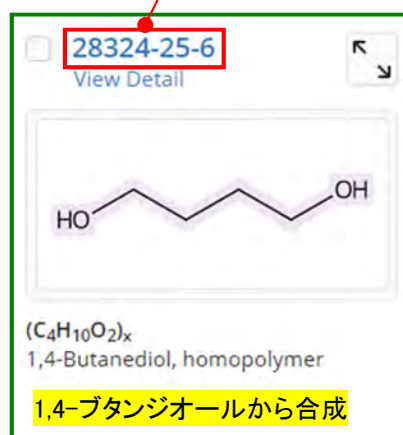 28324-25-6
View Detail
HO
OH
(C₄H₁₀O₂)ₓ
1,4-Butanediol, homopolymer
1,4-ブタンジオールから合成